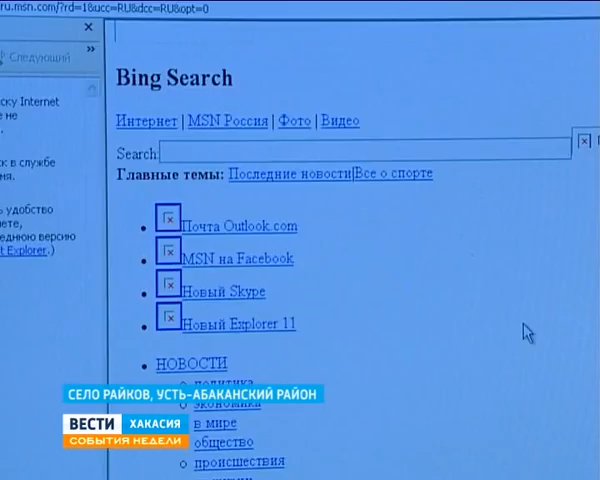 ru.msn.com/?rd=1&ucc=RU&dcc=RU&opt=0
Следующий
ску Internet
е не
Bing Search
Интернет | MSN Россия | Фото | Видео
Search
Главные темы: Последние новости|Все о спорте
ск в службе
ня.
ь удобство
ете,
еднюю версию
t Explorer.)
Почта Outlook.com
MSN на Facebook
Новый Skype
Новый Explorer 11
НОВОСТИ
политика
экономика
в мире
общество
происшествия
СЕЛО РАЙКОВ, УСТЬ-АБАКАНСКИЙ РАЙОН
ВЕСТИ ХАКАСИЯ
СОБЫТИЯ НЕДЕЛИ